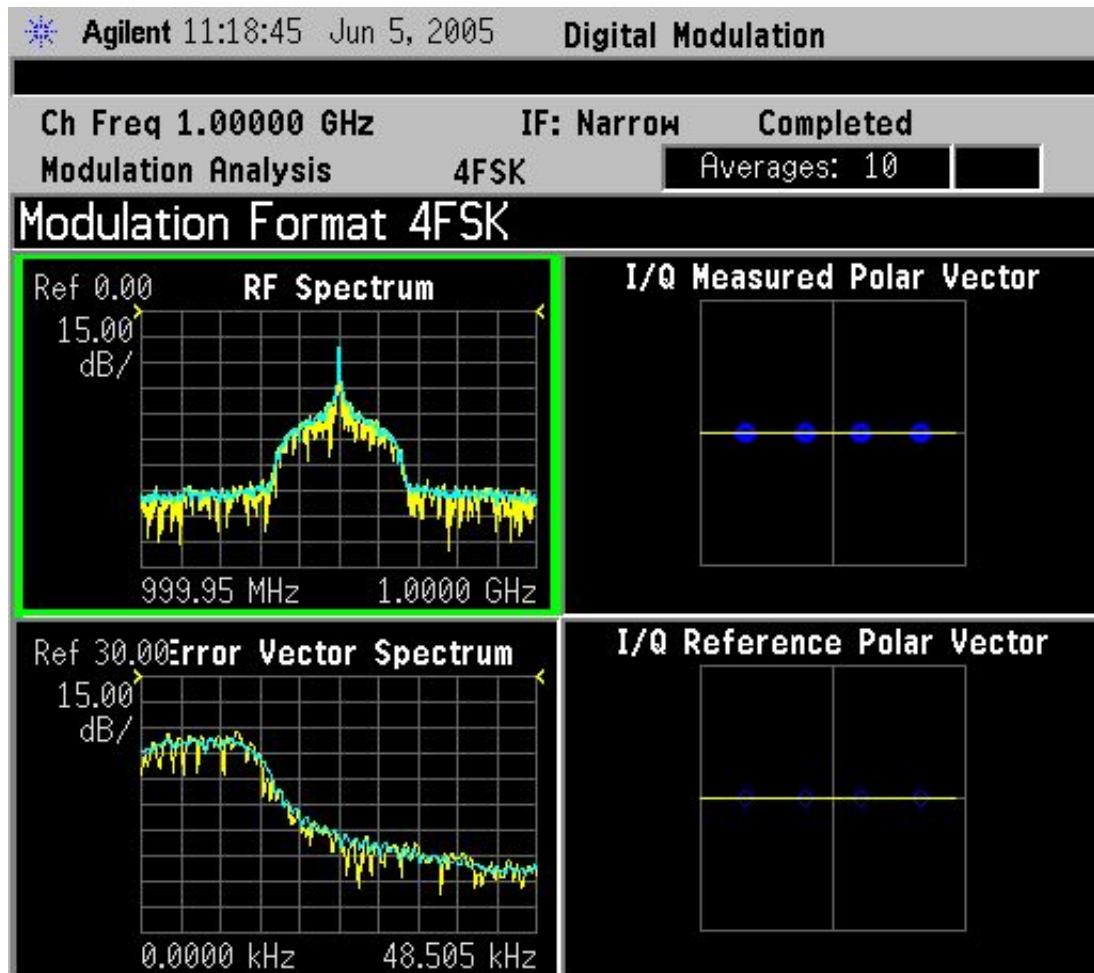 Agilent 11:18:45 Jun 5, 2005 Digital Modulation
Ch Freq 1.00000 GHz IF: Narrow Completed
Modulation Analysis 4FSK Averages: 10
Modulation Format 4FSK
Ref 0.00 RF Spectrum
15.00
dB/
999.95 MHz 1.0000 GHz
I/Q Measured Polar Vector
Ref 30.00 Error Vector Spectrum
15.00
dB/
0.0000 kHz 48.505 kHz
I/Q Reference Polar Vector